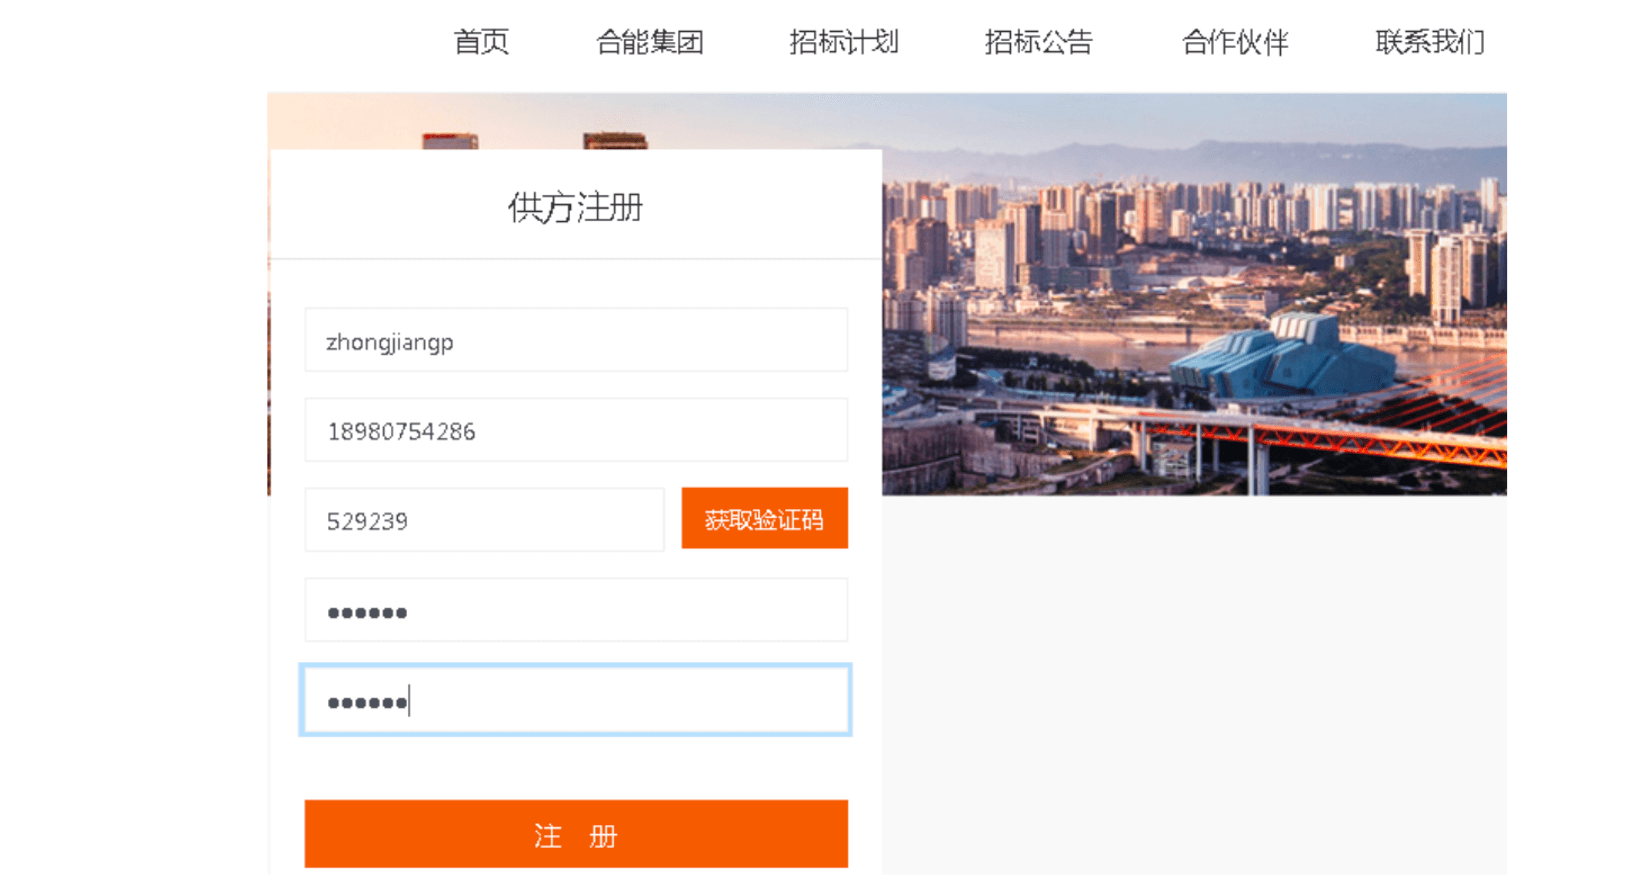 首页 合能集团 招标计划 招标公告 合作伙伴 联系我们
供方注册
zhongjiangp
18980754286
529239 获取验证码
••••••
••••••
注 册